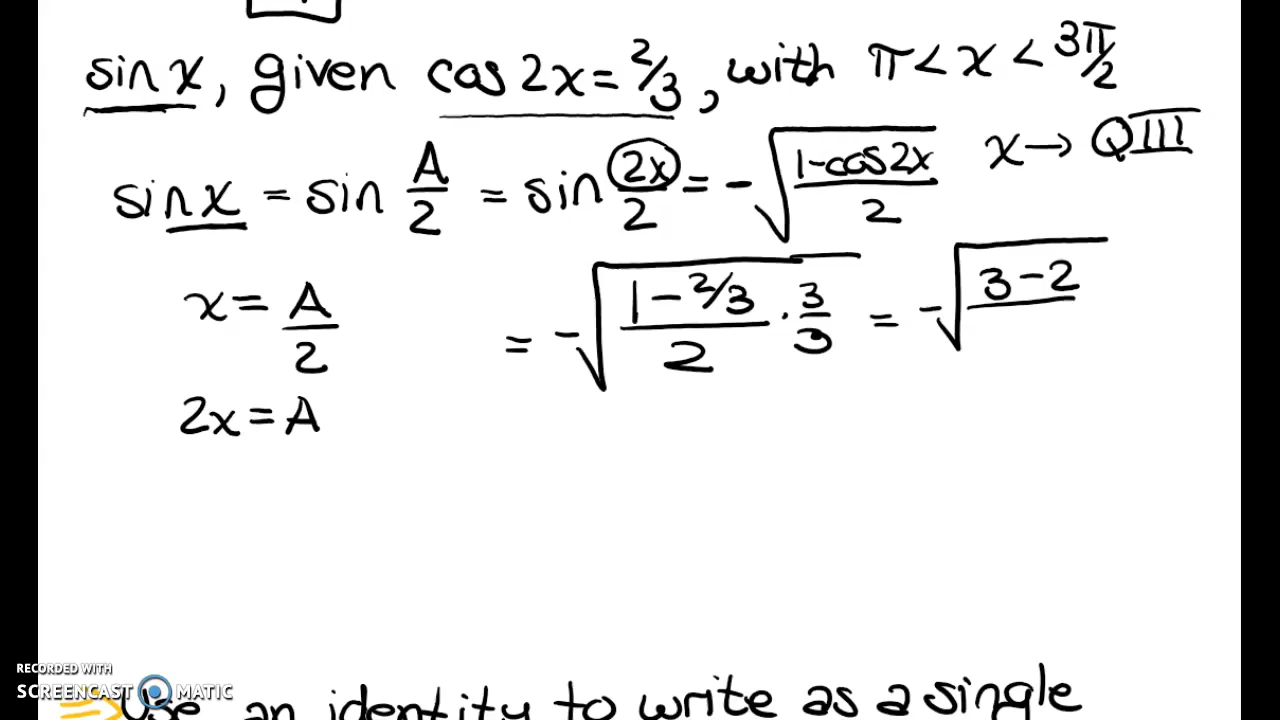 sin x, given cos 2x = 2/3, with π < x < 3π/2
x → QIII
sin x = sin A/2 = sin 2x/2 = -√(1-cos2x/2)
x = A/2
= -√(1-2/3/2 · 3/3) = -√(3-2
2x = A
RECORDED WITH
SCREENCAST MATIC
⇒ Use an identity to write as a single